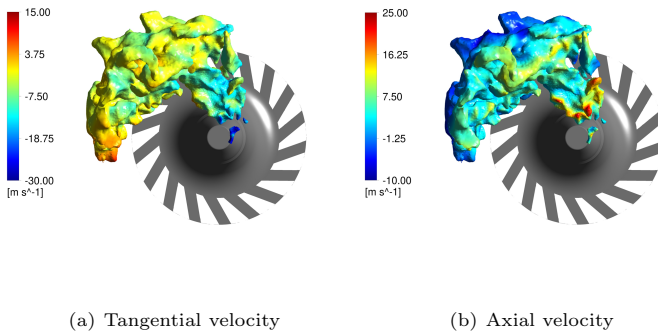 15.00
3.75
-7.50
-18.75
-30.00
[m s^-1]
25.00
16.25
7.50
-1.25
-10.00
[m s^-1]
(a) Tangential velocity
(b) Axial velocity